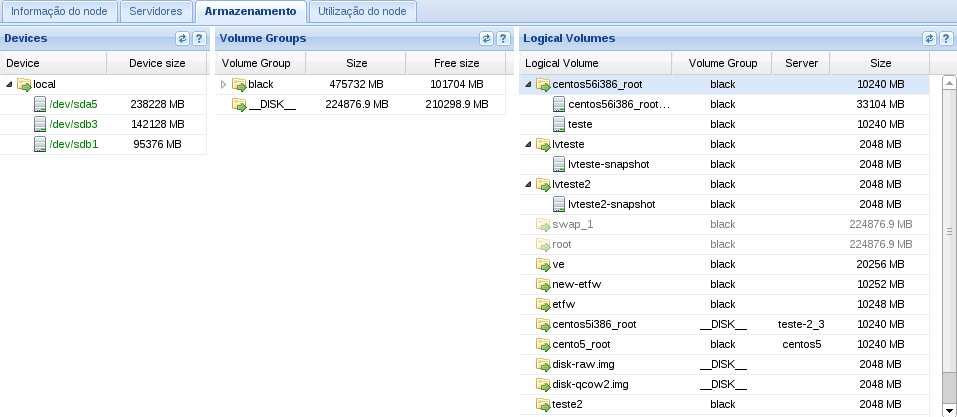 Informação do node Servidores Armazenamento Utilização do node
Devices
Device Device size
local
/dev/sda5 238228 MB
/dev/sdb3 142128 MB
/dev/sdb1 95376 MB
Volume Groups
Volume Group Size Free size
black 475732 MB 101704 MB
__DISK__ 224876.9 MB 210298.9 MB
Logical Volumes
Logical Volume Volume Group Server Size
centos56i386_root black 10240 MB
centos56i386_root... black 33104 MB
teste black 10240 MB
lvteste black 2048 MB
lvteste-snapshot black 2048 MB
lvteste2 black 2048 MB
lvteste2-snapshot black 2048 MB
swap_1 black 224876.9 MB
root black 224876.9 MB
ve black 20256 MB
new-etfw black 10252 MB
etfw black 10248 MB
centos5i386_root __DISK__ teste-2_3 10240 MB
cento5_root black centos5 10240 MB
disk-raw.img __DISK__ 2048 MB
disk-qcow2.img __DISK__ 2048 MB
teste2 black 2048 MB